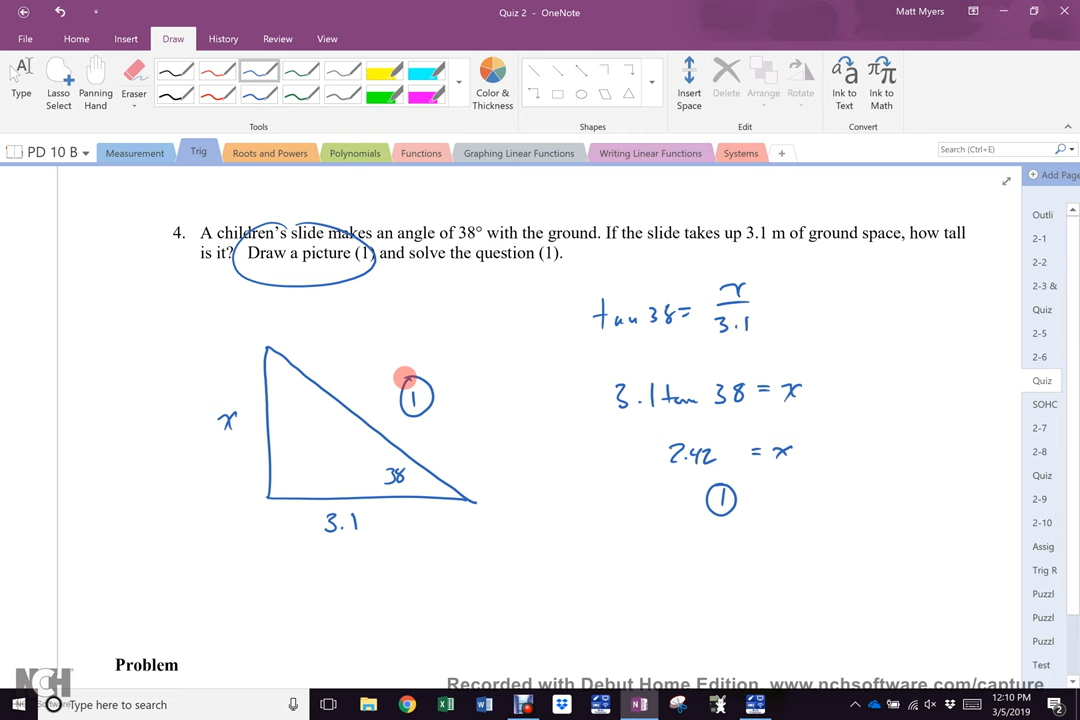 Quiz 2 - OneNote
Matt Myers
File Home Insert Draw History Review View
Type
Lasso Select
Panning Hand
Eraser
Color & Thickness
Insert Space
Delete
Arrange
Rotate
Ink to Text
Ink to Math
Tools
Shapes
Edit
Convert
PD 10 B
Measurement Trig Roots and Powers Polynomials Functions Graphing Linear Functions Writing Linear Functions Systems +
Search (Ctrl+E)
Add Page
Outli
2-1
2-2
2-3 &
Quiz
2-5
2-6
Quiz
SOHC
2-7
2-8
Quiz
2-9
2-10
Assig
Trig R
Puzzl
Puzzl
Puzzl
Test
4. A children's slide makes an angle of 38° with the ground. If the slide takes up 3.1 m of ground space, how tall
is it? Draw a picture (1) and solve the question (1).
tan 38 = x
3.1
3.1 tan 38 = x
2.42 = x
1
1
x
38
3.1
Problem
NCH
NCH Software
Recorded with Debut Home Edition. www.nchsoftware.com/capture
Type here to search
12:10 PM
3/5/2019
2